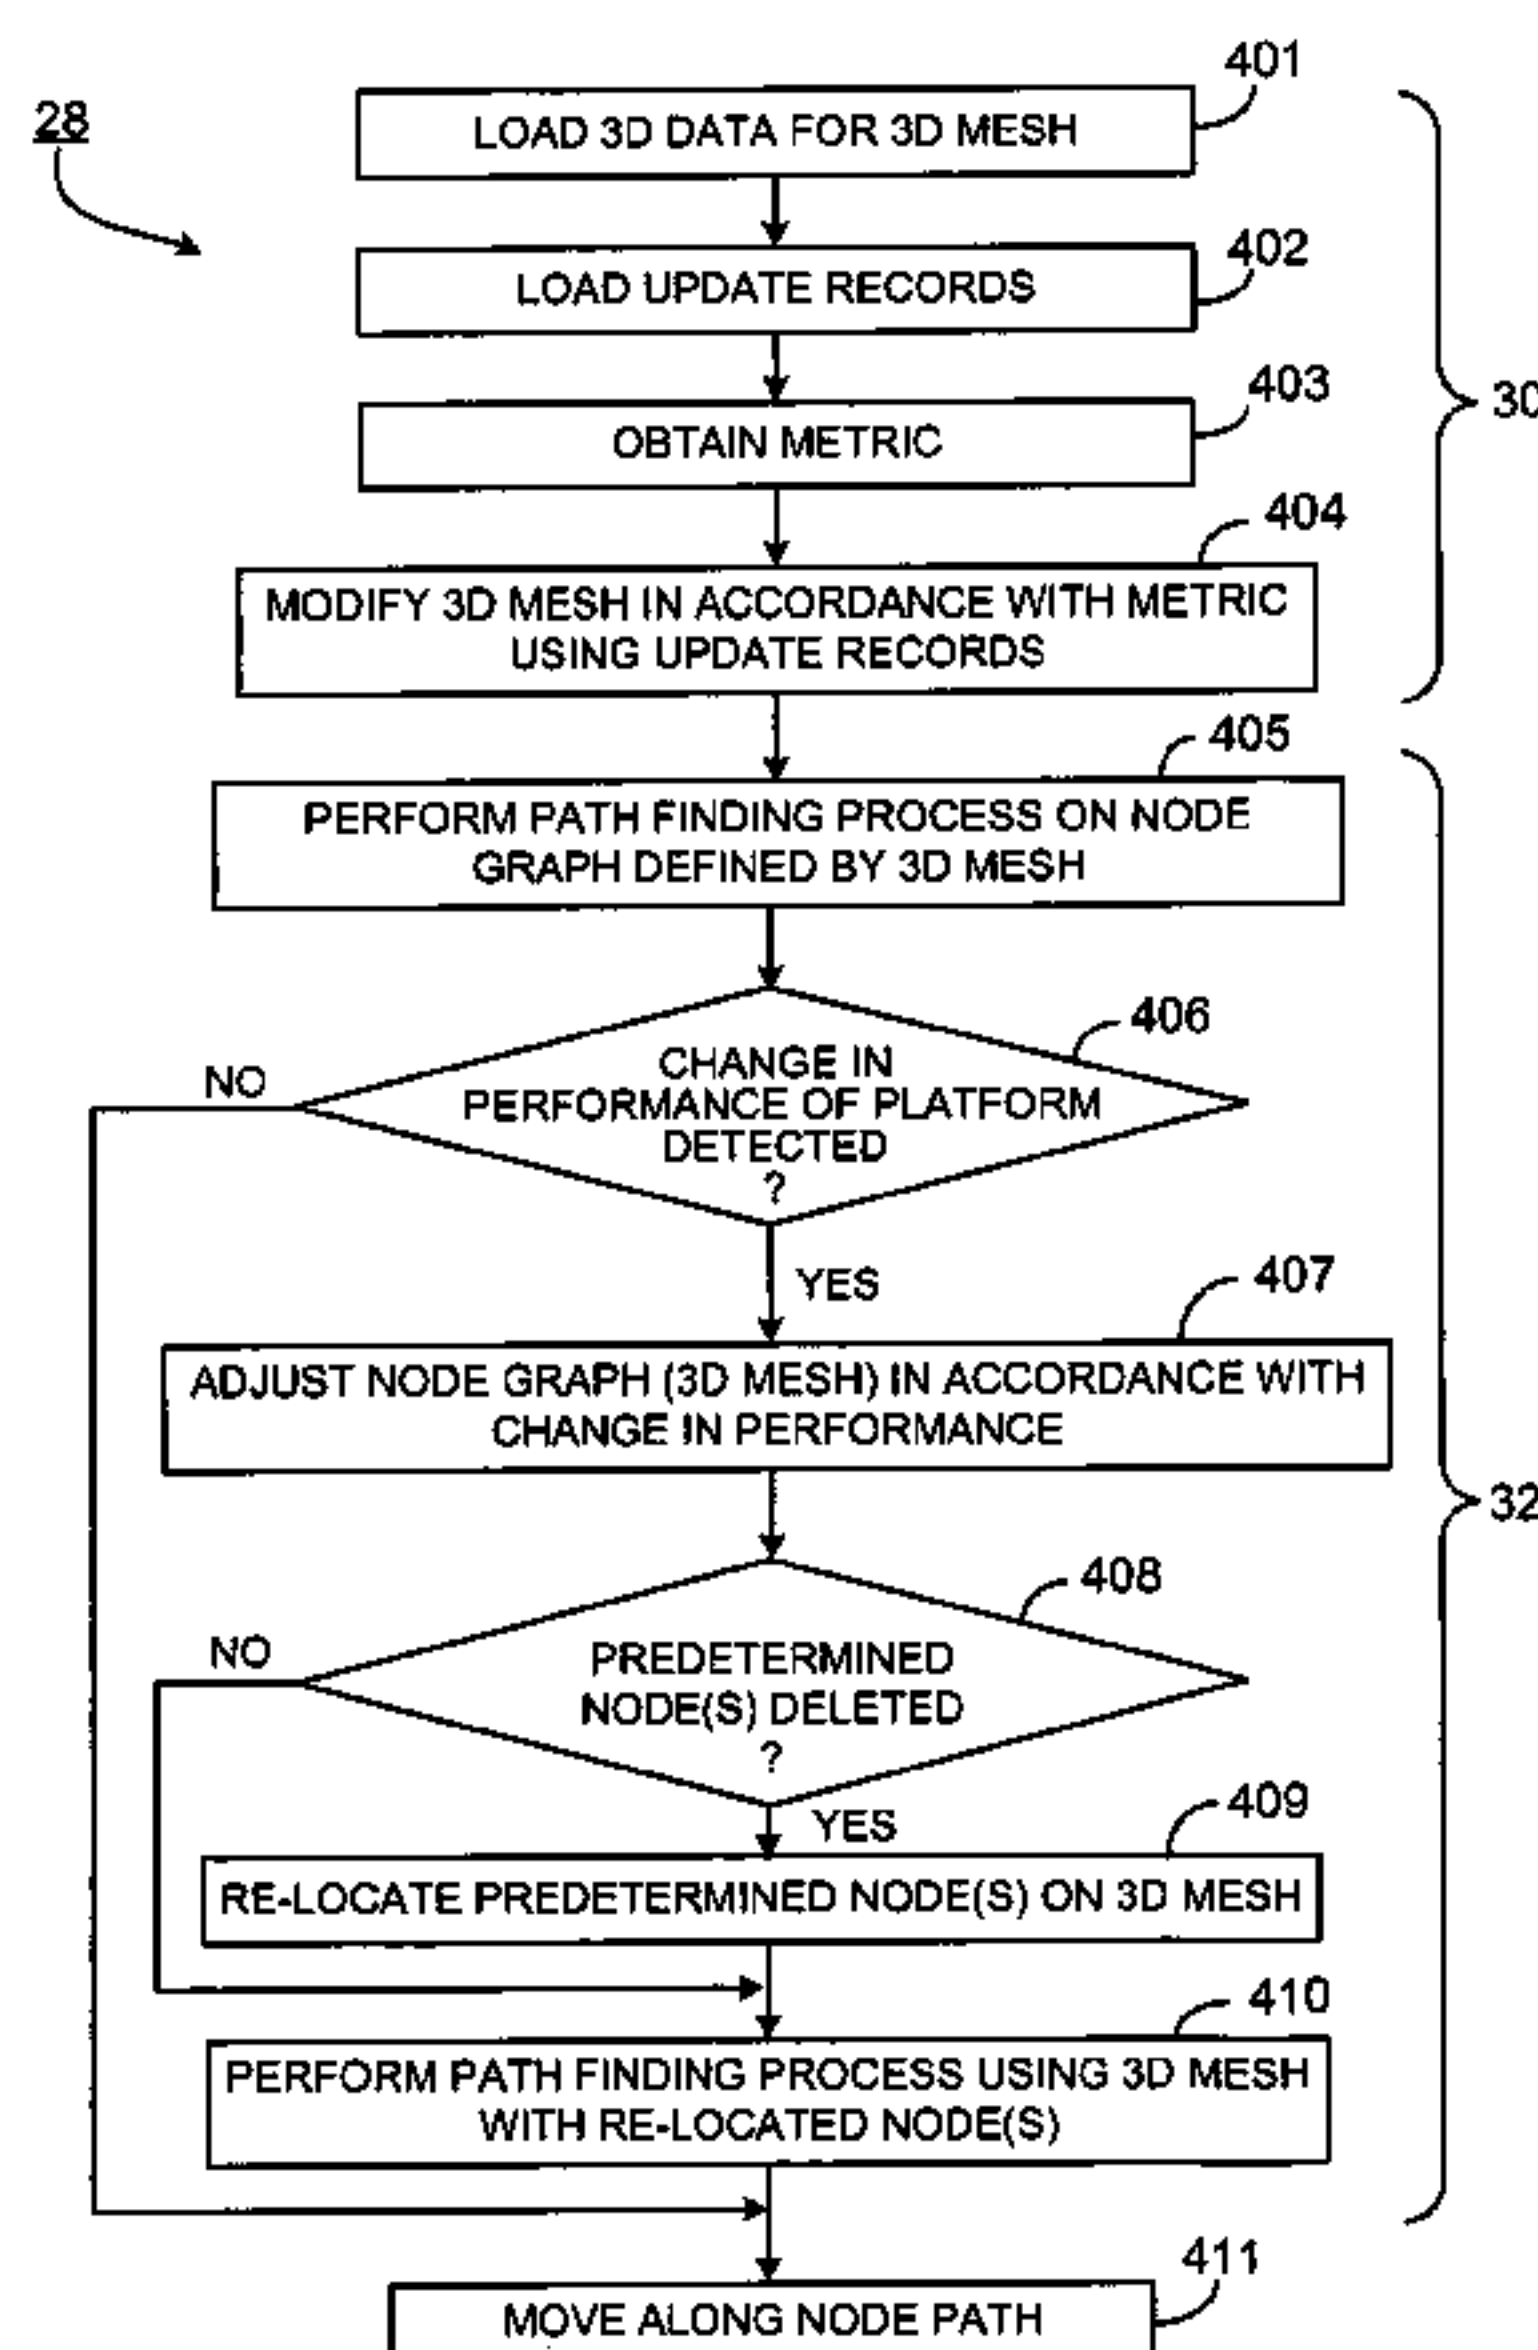 401
28
LOAD 3D DATA FOR 3D MESH
402
LOAD UPDATE RECORDS
403
30
OBTAIN METRIC
404
MODIFY 3D MESH IN ACCORDANCE WITH METRIC
USING UPDATE RECORDS
405
PERFORM PATH FINDING PROCESS ON NODE
GRAPH DEFINED BY 3D MESH
406
NO
CHANGE IN
PERFORMANCE OF PLATFORM
DETECTED
?
YES
407
ADJUST NODE GRAPH (3D MESH) IN ACCORDANCE WITH
CHANGE IN PERFORMANCE
32
408
NO
PREDETERMINED
NODE(S) DELETED
?
YES
409
RE-LOCATE PREDETERMINED NODE(S) ON 3D MESH
410
PERFORM PATH FINDING PROCESS USING 3D MESH
WITH RE-LOCATED NODE(S)
411
MOVE ALONG NODE PATH